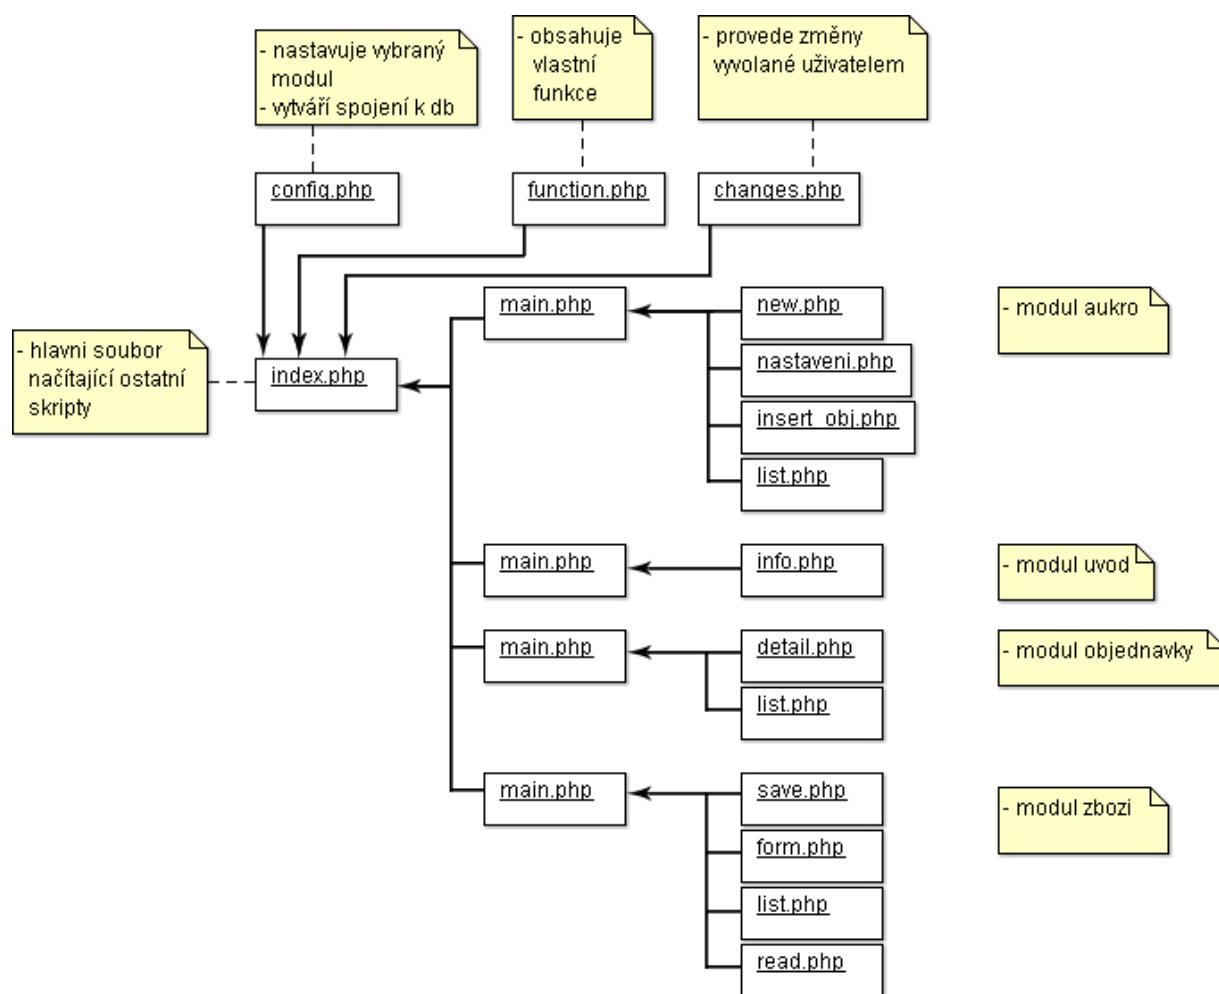 - nastavuje vybraný
modul
- vytváří spojení k db
- obsahuje
vlastní
funkce
- provede změny
vyvolané uživatelem
config.php
function.php
changes.php
main.php
new.php
- modul aukro
- hlavni soubor
načítající ostatní
skripty
index.php
nastaveni.php
insert_obj.php
list.php
main.php
info.php
- modul uvod
main.php
detail.php
- modul objednavky
list.php
main.php
save.php
- modul zbozi
form.php
list.php
read.php